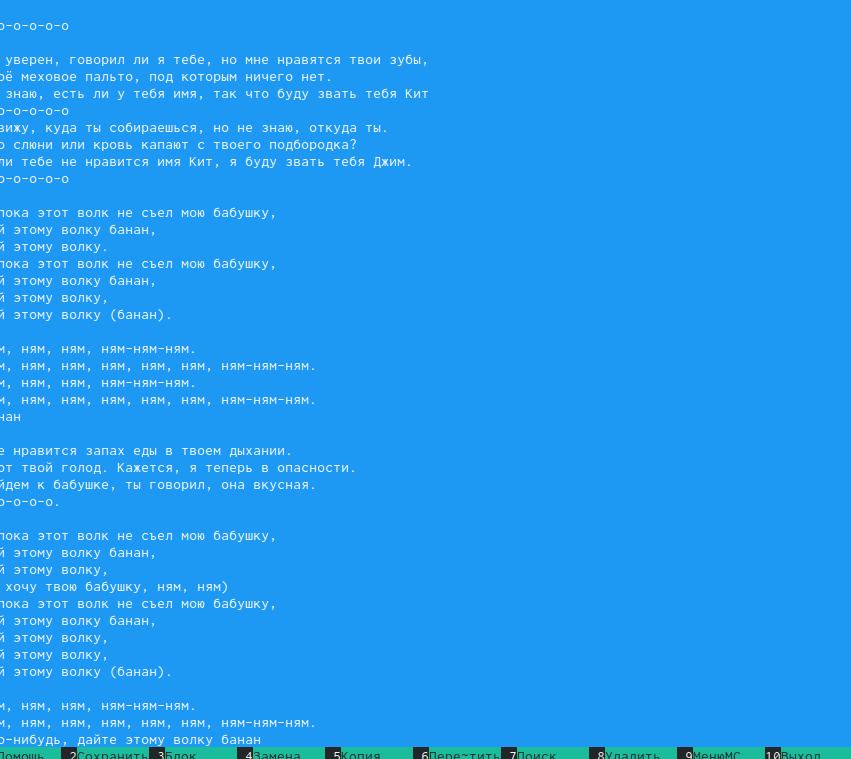 о-о-о-о-о
уверен, говорил ли я тебе, но мне нравятся твои зубы,
оё меховое пальто, под которым ничего нет.
знаю, есть ли у тебя имя, так что буду звать тебя Кит
о-о-о-о-о
вижу, куда ты собираешься, но не знаю, откуда ты.
о слюни или кровь капают с твоего подбородка?
ли тебе не нравится имя Кит, я буду звать тебя Джим.
о-о-о-о-о
пока этот волк не съел мою бабушку,
й этому волку банан,
й этому волку.
пока этот волк не съел мою бабушку,
й этому волку банан,
й этому волку,
й этому волку (банан).
м, ням, ням, ням-ням-ням.
м, ням, ням, ням, ням, ням, ням-ням-ням.
м, ням, ням, ням-ням-ням.
м, ням, ням, ням, ням, ням, ням-ням-ням.
нан
е нравится запах еды в твоем дыхании.
от твой голод. Кажется, я теперь в опасности.
йдем к бабушке, ты говорил, она вкусная.
о-о-о-о.
пока этот волк не съел мою бабушку,
й этому волку банан,
й этому волку,
хочу твою бабушку, ням, ням)
пока этот волк не съел мою бабушку,
й этому волку банан,
й этому волку,
й этому волку,
й этому волку (банан).
м, ням, ням, ням-ням-ням.
м, ням, ням, ням, ням, ням, ням-ням-ням.
о-нибудь, дайте этому волку банан
Помощь 2Сохранить 3Блок 4Замена 5Копия 6Пере~тить 7Поиск 8Удалить 9МенюMC 10Выход